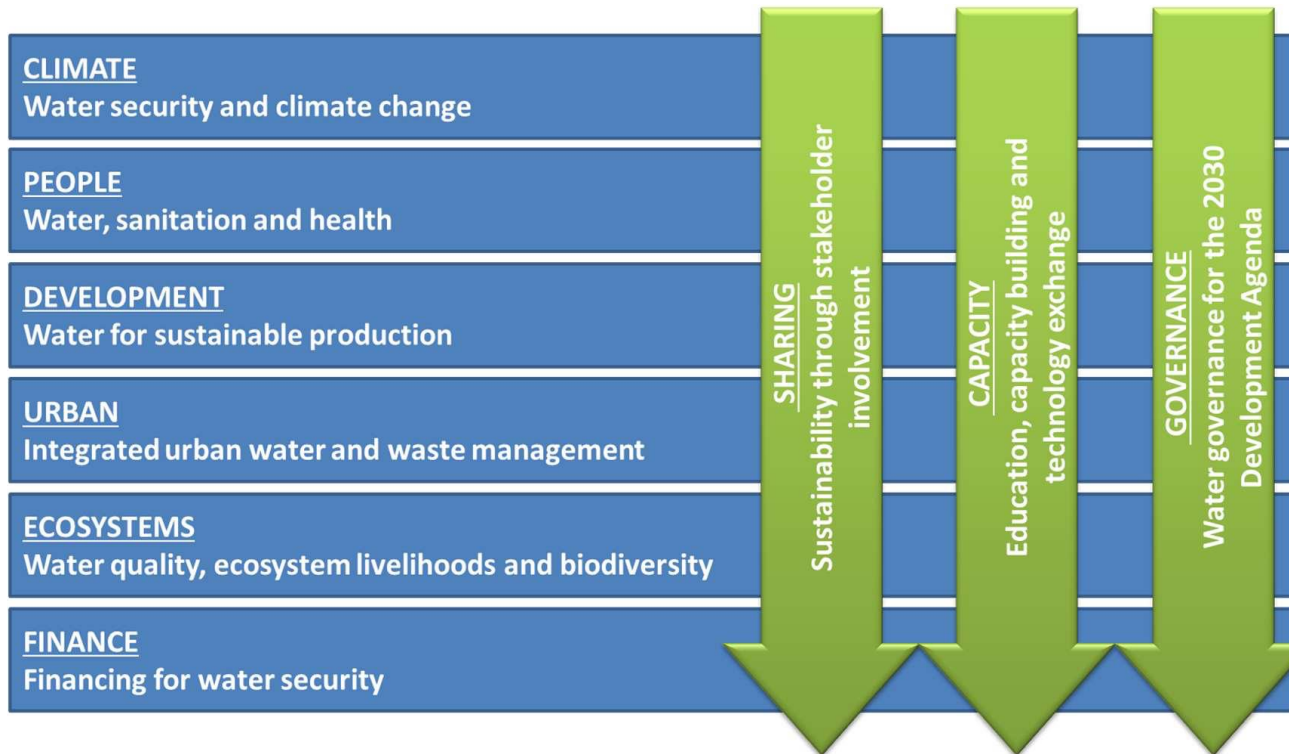 CLIMATE
Water security and climate change
PEOPLE
Water, sanitation and health
DEVELOPMENT
Water for sustainable production
URBAN
Integrated urban water and waste management
ECOSYSTEMS
Water quality, ecosystem livelihoods and biodiversity
FINANCE
Financing for water security
SHARING
Sustainability through stakeholder
involvement
CAPACITY
Education, capacity building and
technology exchange
GOVERNANCE
Water governance for the 2030
Development Agenda